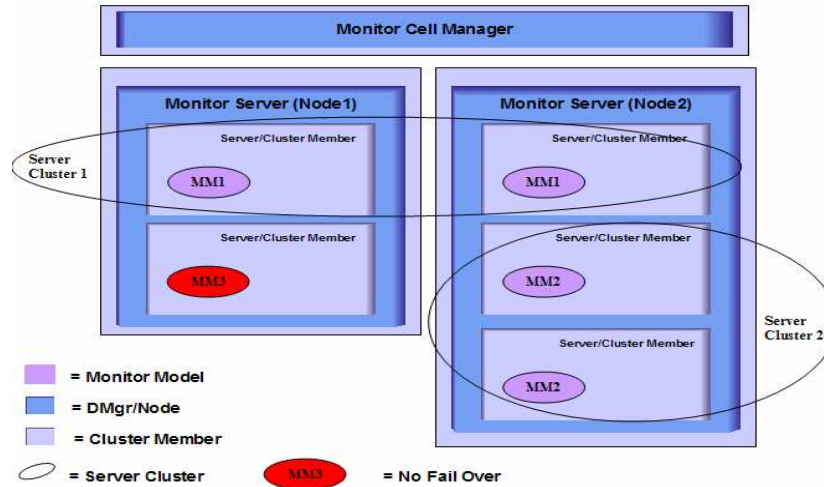 Monitor Cell Manager
Monitor Server (Node1)
Monitor Server (Node2)
Server
Cluster 1
Server/Cluster Member
MM1
Server/Cluster Member
MM1
Server/Cluster Member
MM3
Server/Cluster Member
MM2
Server
Cluster 2
Server/Cluster Member
MM2
= Monitor Model
= DMgr/Node
= Cluster Member
= Server Cluster
MM3
= No Fail Over